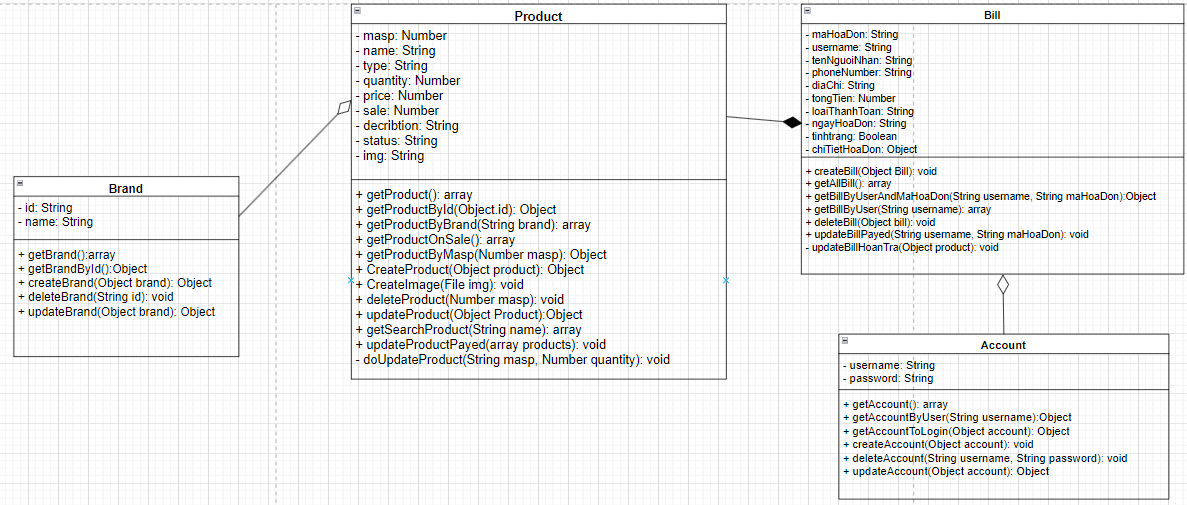 Product
- masp: Number
- name: String
- type: String
- quantity: Number
- price: Number
- sale: Number
- decribtion: String
- status: String
- img: String
+ getProduct(): array
+ getProductById(Object.id): Object
+ getProductByBrand(String brand): array
+ getProductOnSale(): array
+ getProductByMasp(Number masp): Object
+ CreateProduct(Object product): Object
+ CreateImage(File img): void
+ deleteProduct(Number masp): void
+ updateProduct(Object Product):Object
+ getSearchProduct(String name): array
+ updateProductPayed(array products): void
- doUpdateProduct(String masp, Number quantity): void
Bill
- maHoaDon: String
- username: String
- tenNguoiNhan: String
- phoneNumber: String
- diaChi: String
- tongTien: Number
- loaiThanhToan: String
- ngayHoaDon: String
- tinhtrang: Boolean
- chiTietHoaDon: Object
+ createBill(Object Bill): void
+ getAllBill(): array
+ getBillByUserAndMaHoaDon(String username, String maHoaDon):Object
+ getBillByUser(String username): array
+ deleteBill(Object bill): void
+ updateBillPayed(String username, String maHoaDon): void
- updateBillHoanTra(Object product): void
Brand
- id: String
- name: String
+ getBrand():array
+ getBrandById():Object
+ createBrand(Object brand): Object
+ deleteBrand(String id): void
+ updateBrand(Object brand): Object
Account
- username: String
- password: String
+ getAccount(): array
+ getAccountByUser(String username):Object
+ getAccountToLogin(Object account): Object
+ createAccount(Object account): void
+ deleteAccount(String username, String password): void
+ updateAccount(Object account): Object